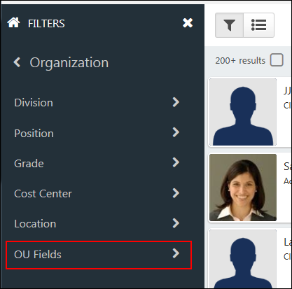 FILTERS
Organization
Division
Position
Grade
Cost Center
Location
OU Fields
200+ results